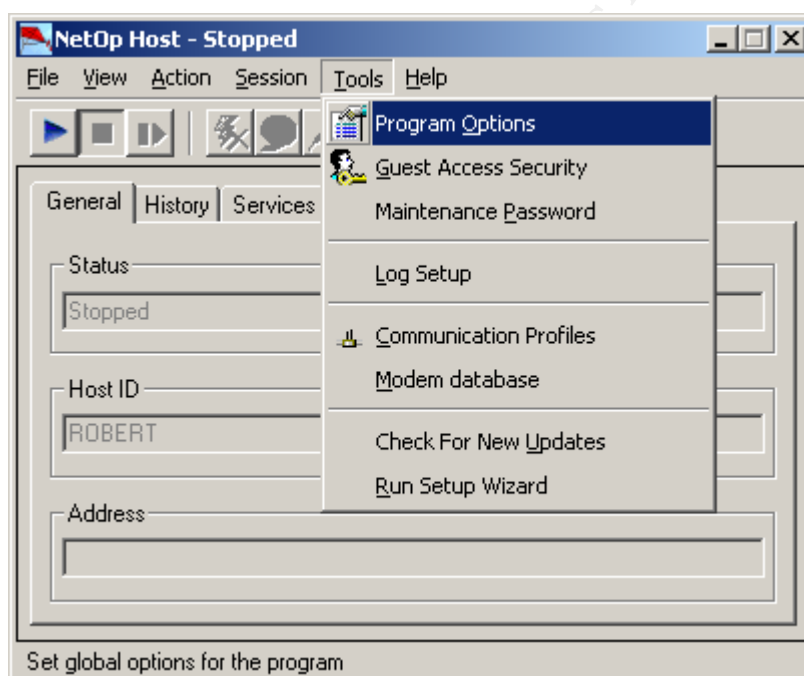 NetOp Host - Stopped
File View Action Session Tools Help
Program Options
Guest Access Security
Maintenance Password
Log Setup
Communication Profiles
Modem database
Check For New Updates
Run Setup Wizard
General History Services
Status
Stopped
Host ID
ROBERT
Address
Set global options for the program